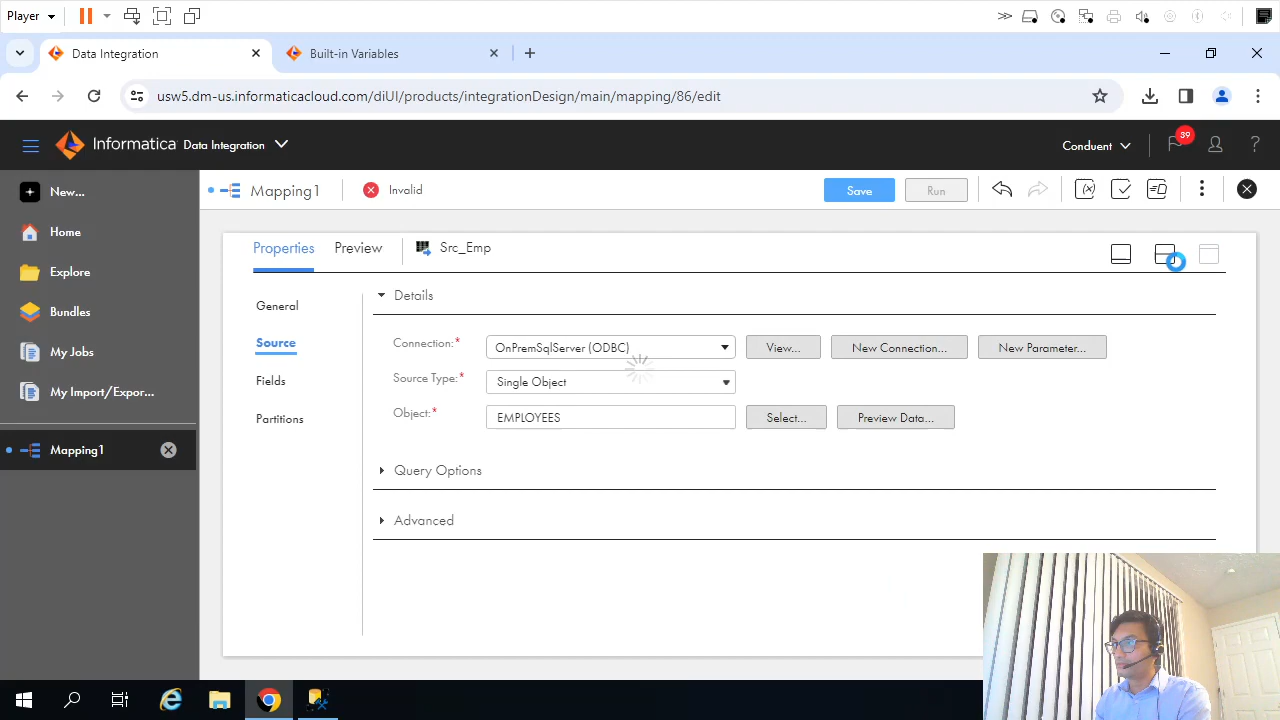 Player
Data Integration
Built-in Variables
usw5.dm-us.informaticacloud.com/diUI/products/integrationDesign/main/mapping/86/edit
Informatica Data Integration
Conduent
39
New...
Home
Explore
Bundles
My Jobs
My Import/Expor...
Mapping1
Mapping1
Invalid
Save
Run
Properties
Preview
Src_Emp
General
Source
Fields
Partitions
Details
Connection:*
OnPremSqlServer (ODBC)
View...
New Connection...
New Parameter...
Source Type:*
Single Object
Object:*
EMPLOYEES
Select...
Preview Data...
Query Options
Advanced